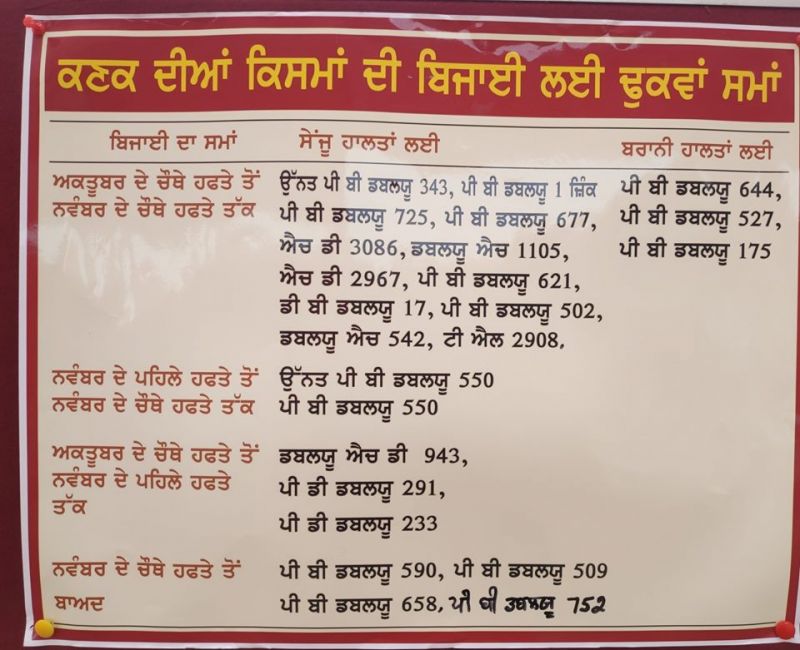 ਕਣਕ ਦੀਆਂ ਕਿਸਮਾਂ ਦੀ ਬਿਜਾਈ ਲਈ ਢੁਕਵਾਂ ਸਮਾਂ
ਬਿਜਾਈ ਦਾ ਸਮਾਂ ਸੇਂਜੂ ਹਾਲਤਾਂ ਲਈ ਬਰਾਨੀ ਹਾਲਤਾਂ ਲਈ
ਅਕਤੂਬਰ ਦੇ ਚੌਥੇ ਹਫਤੇ ਤੋਂ ਉੱਨਤ ਪੀ ਬੀ ਡਬਲਯੂ 343, ਪੀ ਬੀ ਡਬਲਯੂ 1 ਜ਼ਿੰਕ ਪੀ ਬੀ ਡਬਲਯੂ 644,
ਨਵੰਬਰ ਦੇ ਚੌਥੇ ਹਫਤੇ ਤੱਕ ਪੀ ਬੀ ਡਬਲਯੂ 725, ਪੀ ਬੀ ਡਬਲਯੂ 677, ਪੀ ਬੀ ਡਬਲਯੂ 527,
ਐਚ ਡੀ 3086, ਡਬਲਯੂ ਐਚ 1105, ਪੀ ਬੀ ਡਬਲਯੂ 175
ਐਚ ਡੀ 2967, ਪੀ ਬੀ ਡਬਲਯੂ 621,
ਡੀ ਬੀ ਡਬਲਯੂ 17, ਪੀ ਬੀ ਡਬਲਯੂ 502,
ਡਬਲਯੂ ਐਚ 542, ਟੀ ਐਲ 2908.
ਨਵੰਬਰ ਦੇ ਪਹਿਲੇ ਹਫਤੇ ਤੋਂ ਉੱਨਤ ਪੀ ਬੀ ਡਬਲਯੂ 550
ਨਵੰਬਰ ਦੇ ਚੌਥੇ ਹਫਤੇ ਤੱਕ ਪੀ ਬੀ ਡਬਲਯੂ 550
ਅਕਤੂਬਰ ਦੇ ਚੌਥੇ ਹਫਤੇ ਤੋਂ ਡਬਲਯੂ ਐਚ ਡੀ 943,
ਨਵੰਬਰ ਦੇ ਪਹਿਲੇ ਹਫਤੇ ਪੀ ਡੀ ਡਬਲਯੂ 291,
ਤੱਕ ਪੀ ਡੀ ਡਬਲਯੂ 233
ਨਵੰਬਰ ਦੇ ਚੌਥੇ ਹਫਤੇ ਤੋਂ ਪੀ ਬੀ ਡਬਲਯੂ 590, ਪੀ ਬੀ ਡਬਲਯੂ 509
ਬਾਅਦ ਪੀ ਬੀ ਡਬਲਯੂ 658, ਪੀ ਬੀ ਡਬਲਯੂ 752